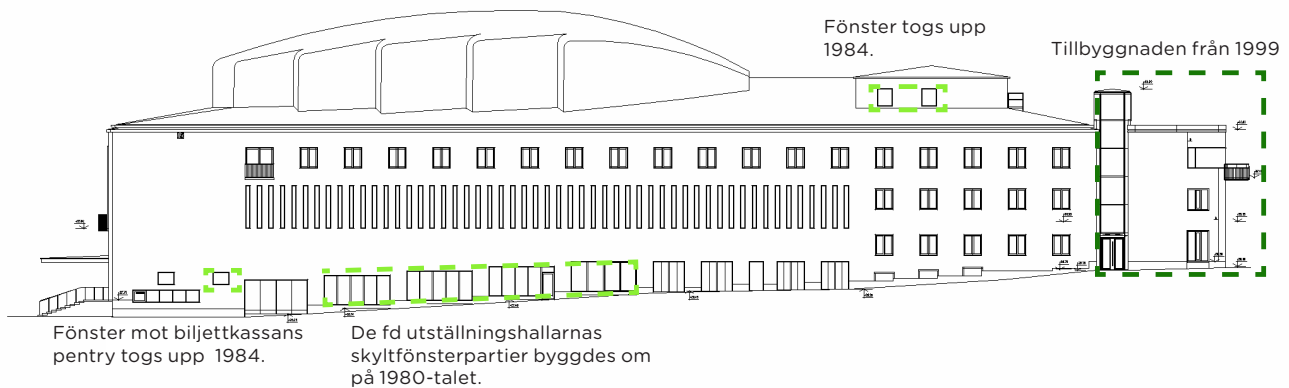 Fönster togs upp
1984.
Tillbyggnaden från 1999
Fönster mot biljettkassans
pentry togs upp 1984.
De fd utställningshallarnas
skyltfönsterpartier byggdes om
på 1980-talet.